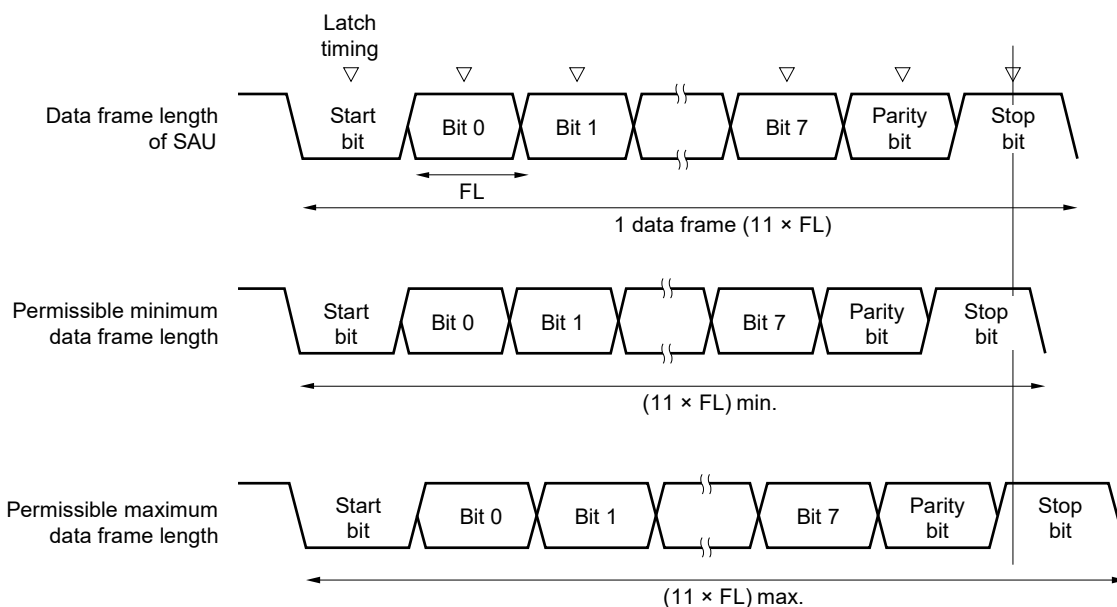 Latch
timing
Data frame length
of SAU
Start
bit
Bit 0
Bit 1
Bit 7
Parity
bit
Stop
bit
FL
1 data frame (11 × FL)
Permissible minimum
data frame length
Start
bit
Bit 0
Bit 1
Bit 7
Parity
bit
Stop
bit
(11 × FL) min.
Permissible maximum
data frame length
Start
bit
Bit 0
Bit 1
Bit 7
Parity
bit
Stop
bit
(11 × FL) max.